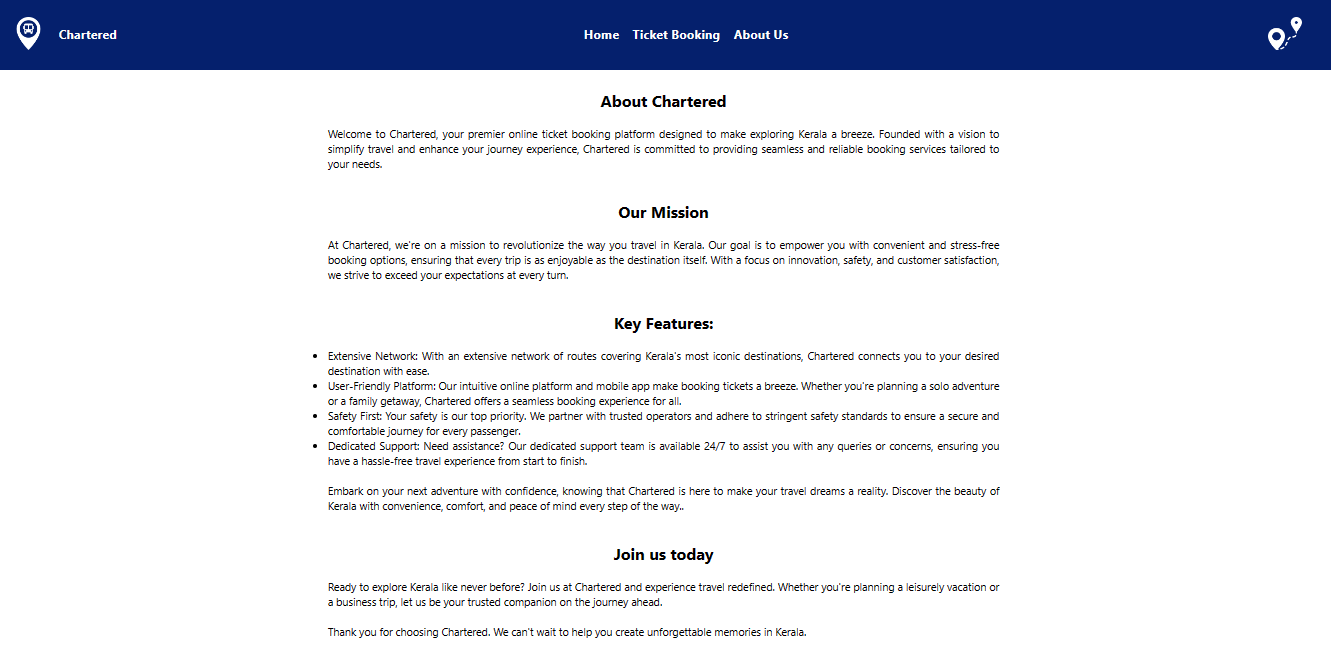 Chartered
Home Ticket Booking About Us
About Chartered
Welcome to Chartered, your premier online ticket booking platform designed to make exploring Kerala a breeze. Founded with a vision to
simplify travel and enhance your journey experience, Chartered is committed to providing seamless and reliable booking services tailored to
your needs.
Our Mission
At Chartered, we're on a mission to revolutionize the way you travel in Kerala. Our goal is to empower you with convenient and stress-free
booking options, ensuring that every trip is as enjoyable as the destination itself. With a focus on innovation, safety, and customer satisfaction,
we strive to exceed your expectations at every turn.
Key Features:
• Extensive Network: With an extensive network of routes covering Kerala's most iconic destinations, Chartered connects you to your desired
destination with ease.
• User-Friendly Platform: Our intuitive online platform and mobile app make booking tickets a breeze. Whether you're planning a solo adventure
or a family getaway, Chartered offers a seamless booking experience for all.
• Safety First: Your safety is our top priority. We partner with trusted operators and adhere to stringent safety standards to ensure a secure and
comfortable journey for every passenger.
• Dedicated Support: Need assistance? Our dedicated support team is available 24/7 to assist you with any queries or concerns, ensuring you
have a hassle-free travel experience from start to finish.
Embark on your next adventure with confidence, knowing that Chartered is here to make your travel dreams a reality. Discover the beauty of
Kerala with convenience, comfort, and peace of mind every step of the way..
Join us today
Ready to explore Kerala like never before? Join us at Chartered and experience travel redefined. Whether you're planning a leisurely vacation or
a business trip, let us be your trusted companion on the journey ahead.
Thank you for choosing Chartered. We can't wait to help you create unforgettable memories in Kerala.